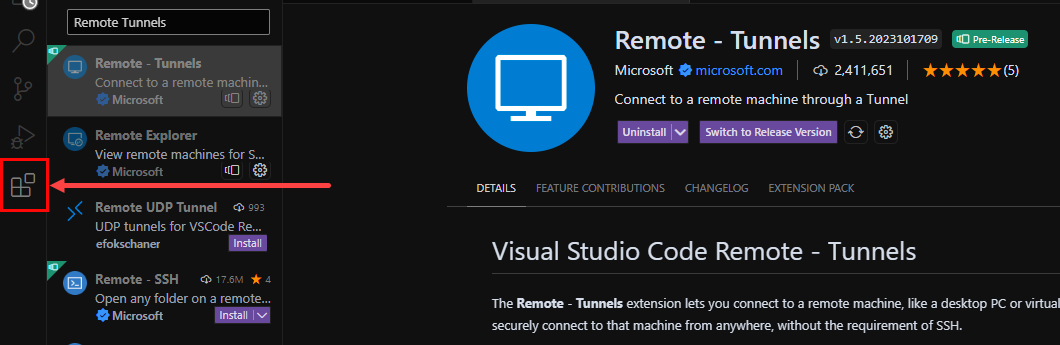 Remote Tunnels
Remote - Tunnels
Connect to a remote machin...
Microsoft
Remote Explorer
View remote machines for S...
Microsoft
Remote UDP Tunnel 993
UDP tunnels for VSCode Re...
efokschaner Install
Remote - SSH 17.6M 4
Open any folder on a remote...
Microsoft Install
Remote - Tunnels v1.5.2023101709 Pre-Release
Microsoft microsoft.com 2,411,651 (5)
Connect to a remote machine through a Tunnel
Uninstall Switch to Release Version
DETAILS FEATURE CONTRIBUTIONS CHANGELOG EXTENSION PACK
Visual Studio Code Remote - Tunnels
The Remote - Tunnels extension lets you connect to a remote machine, like a desktop PC or virtual
securely connect to that machine from anywhere, without the requirement of SSH.